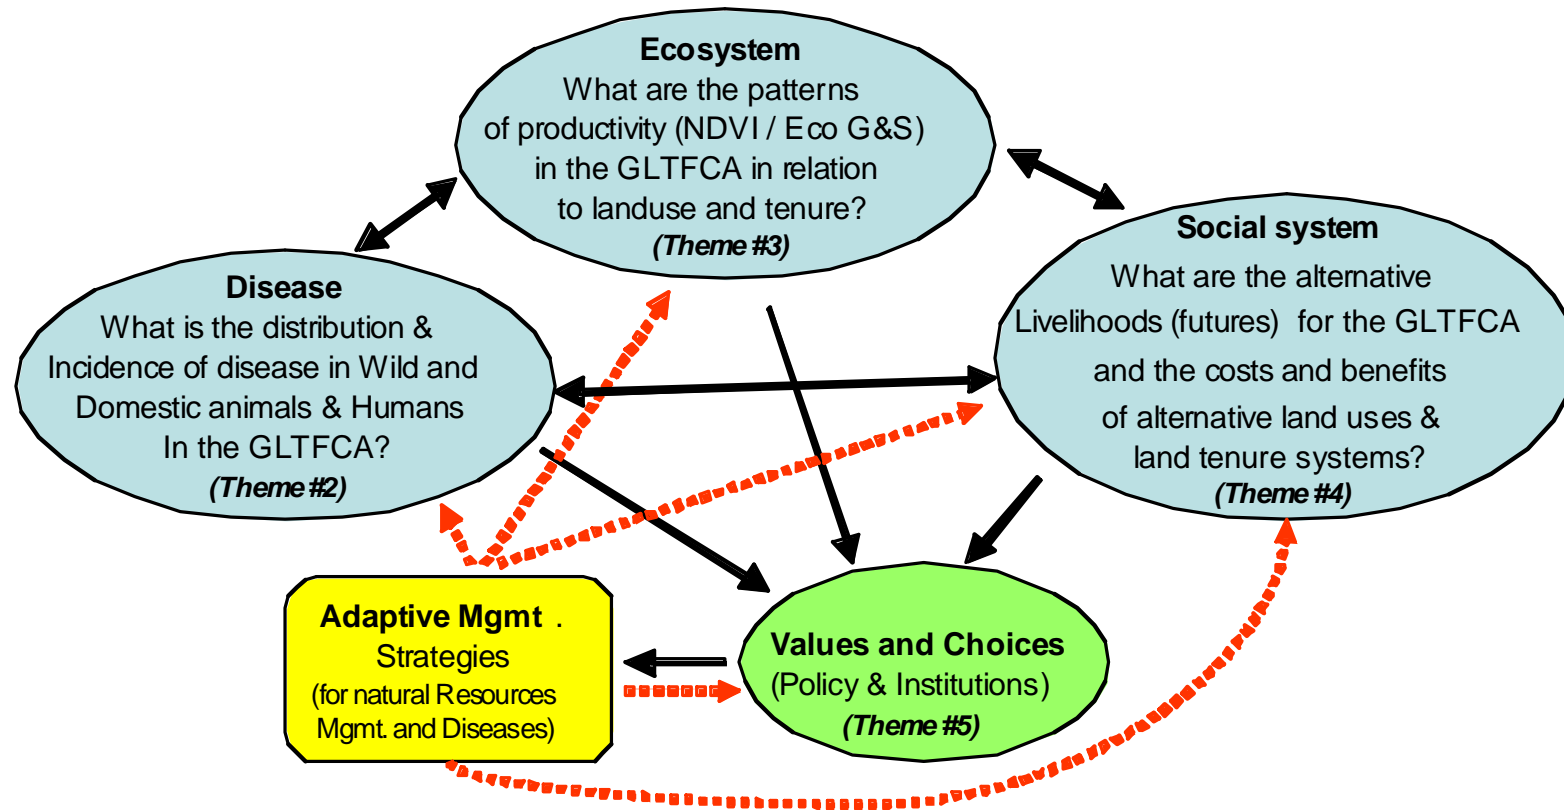 Ecosystem
What are the patterns
of productivity (NDVI / Eco G&S)
in the GLTFCA in relation
to landuse and tenure?
(Theme #3)
Disease
What is the distribution &
Incidence of disease in Wild and
Domestic animals & Humans
In the GLTFCA?
(Theme #2)
Social system
What are the alternative
Livelihoods (futures) for the GLTFCA
and the costs and benefits
of alternative land uses &
land tenure systems?
(Theme #4)
Adaptive Mgmt .
Strategies
(for natural Resources
Mgmt. and Diseases)
Values and Choices
(Policy & Institutions)
(Theme #5)